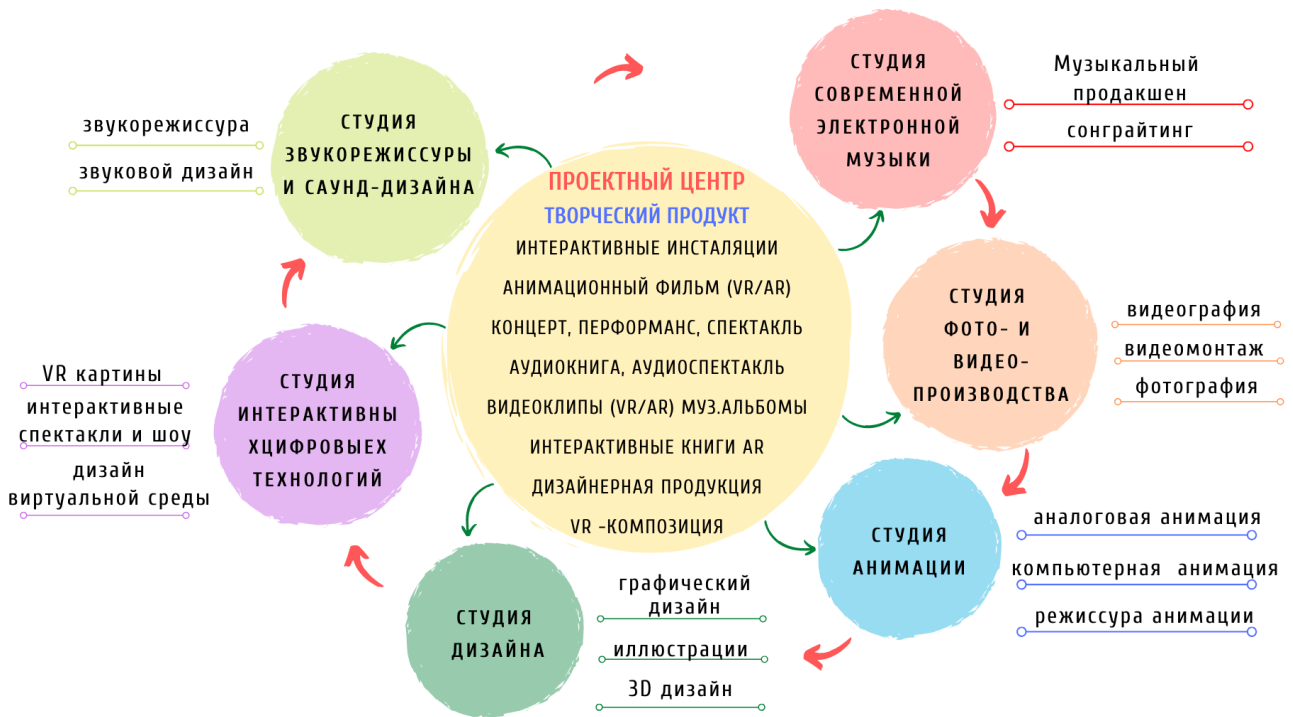 СТУДИЯ
ЗВУКОРЕЖИССУРЫ
И САУНД-ДИЗАЙНА
звукорежиссура
звуковой дизайн
СТУДИЯ
СОВРЕМЕННОЙ
ЭЛЕКТРОННОЙ
МУЗЫКИ
Музыкальный
продакшен
сонграйтинг
ПРОЕКТНЫЙ ЦЕНТР
ТВОРЧЕСКИЙ ПРОДУКТ
ИНТЕРАКТИВНЫЕ ИНСТАЛЯЦИИ
АНИМАЦИОННЫЙ ФИЛЬМ (VR/AR)
КОНЦЕРТ, ПЕРФОРМАНС, СПЕКТАКЛЬ
АУДИОКНИГА, АУДИОСПЕКТАКЛЬ
ВИДЕОКЛИПЫ (VR/AR) МУЗ.АЛЬБОМЫ
ИНТЕРАКТИВНЫЕ КНИГИ AR
ДИЗАЙНЕРНАЯ ПРОДУКЦИЯ
VR -КОМПОЗИЦИЯ
СТУДИЯ
ФОТО- И
ВИДЕО-
ПРОИЗВОДСТВА
видеография
видеомонтаж
фотография
VR картины
интерактивные
спектакли и шоу
дизайн
виртуальной среды
СТУДИЯ
ИНТЕРАКТИВНЫ
ХЦИФРОВЫЕХ
ТЕХНОЛОГИЙ
СТУДИЯ
АНИМАЦИИ
аналоговая анимация
компьютерная анимация
режиссура анимации
СТУДИЯ
ДИЗАЙНА
графический
дизайн
иллюстрации
3D дизайн